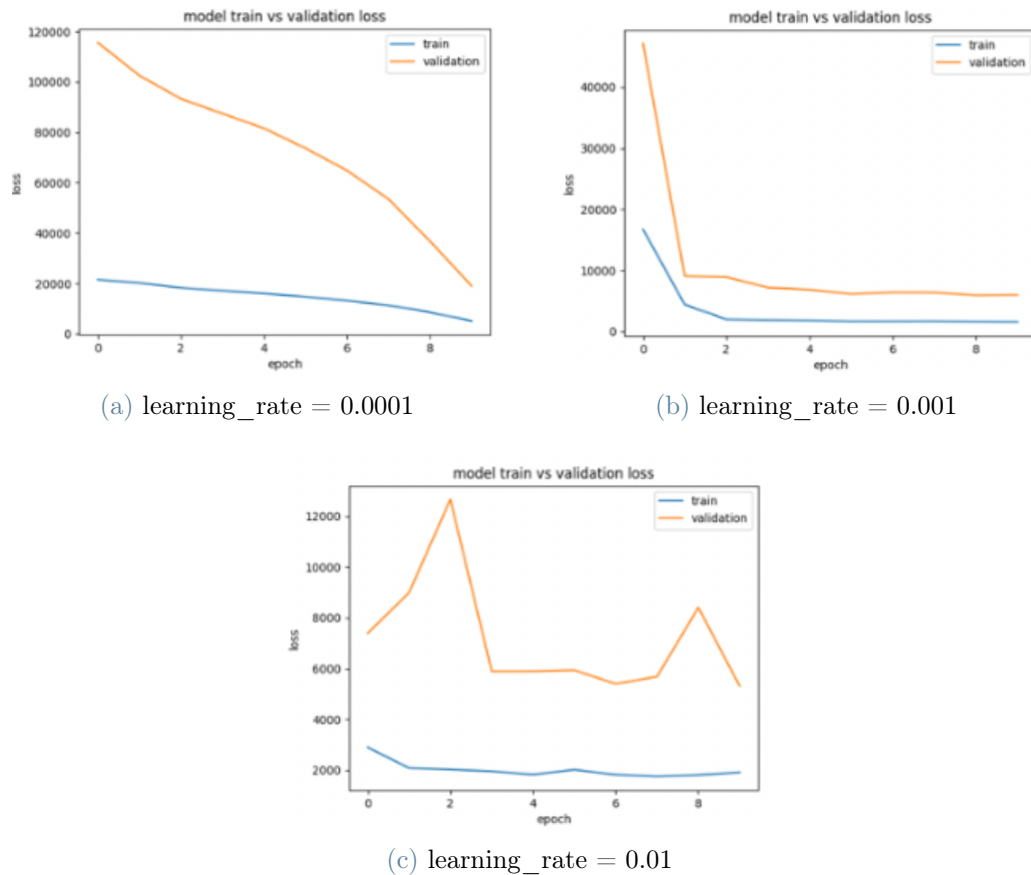 model train vs validation loss
train
validation
120000
100000
80000
60000
40000
20000
0
loss
0 2 4 6 8
epoch
(a) learning_rate = 0.0001
model train vs validation loss
train
validation
40000
30000
20000
10000
0
loss
0 2 4 6 8
epoch
(b) learning_rate = 0.001
model train vs validation loss
train
validation
12000
10000
8000
6000
4000
2000
loss
0 2 4 6 8
epoch
(c) learning_rate = 0.01